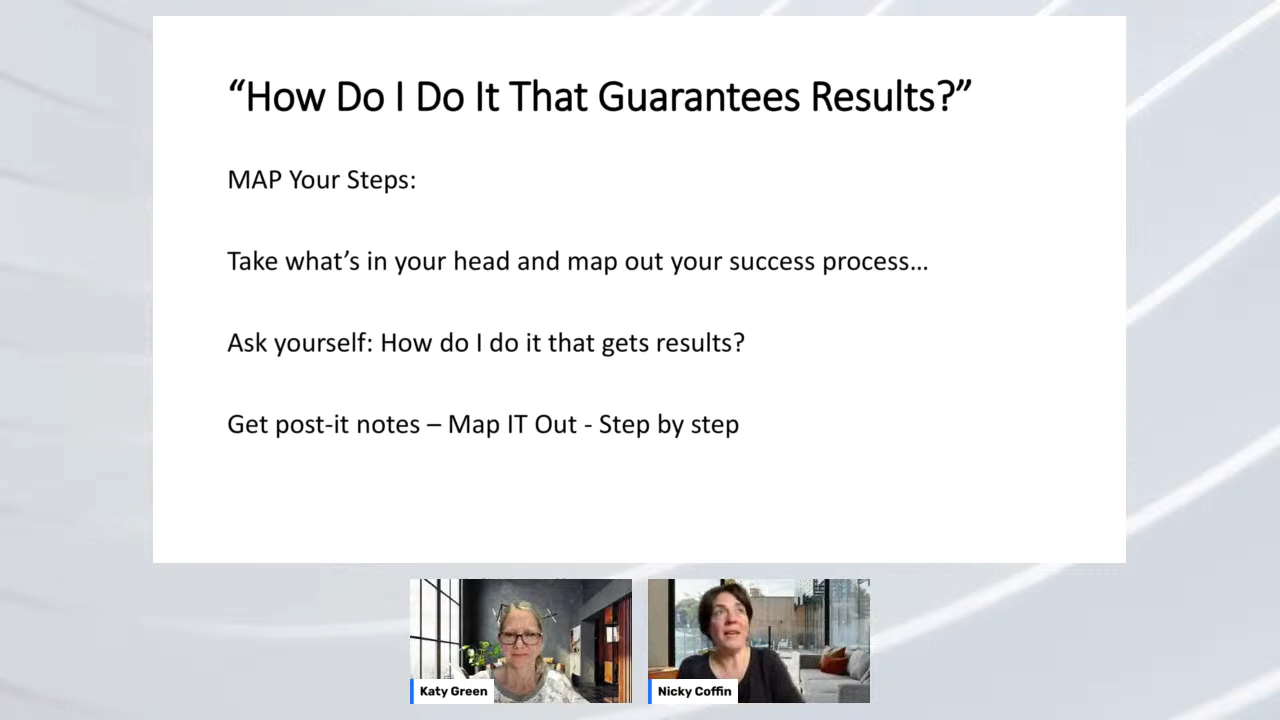 “How Do I Do It That Guarantees Results?”
MAP Your Steps:
Take what’s in your head and map out your success process…
Ask yourself: How do I do it that gets results?
Get post-it notes – Map IT Out - Step by step
Katy Green
Nicky Coffin